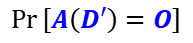 Pr [A(D′) = O]